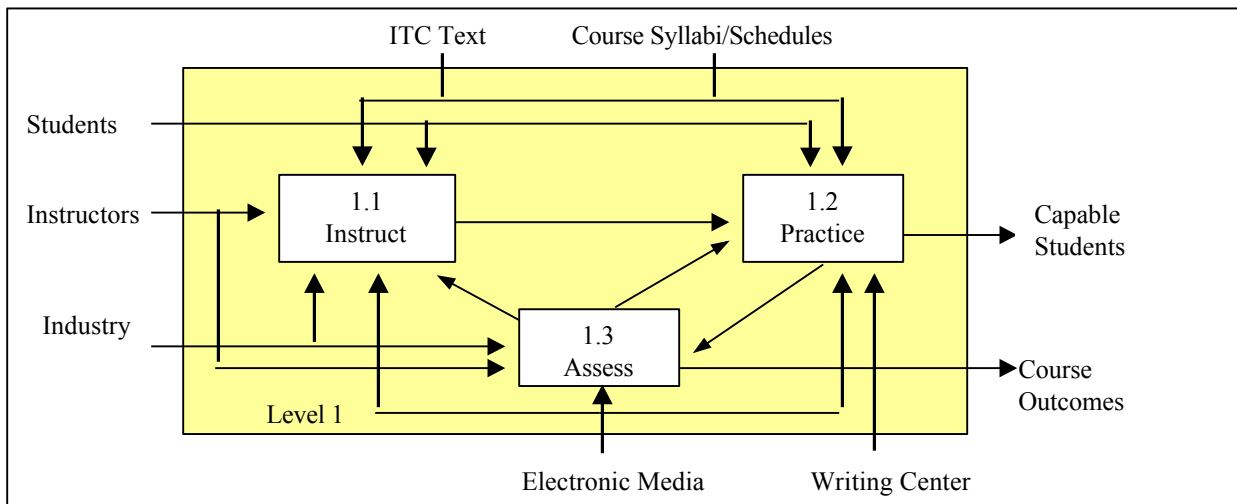 ITC Text
Course Syllabi/Schedules
Students
Instructors
Industry
1.1
Instruct
1.2
Practice
1.3
Assess
Capable
Students
Course
Outcomes
Level 1
Electronic Media
Writing Center